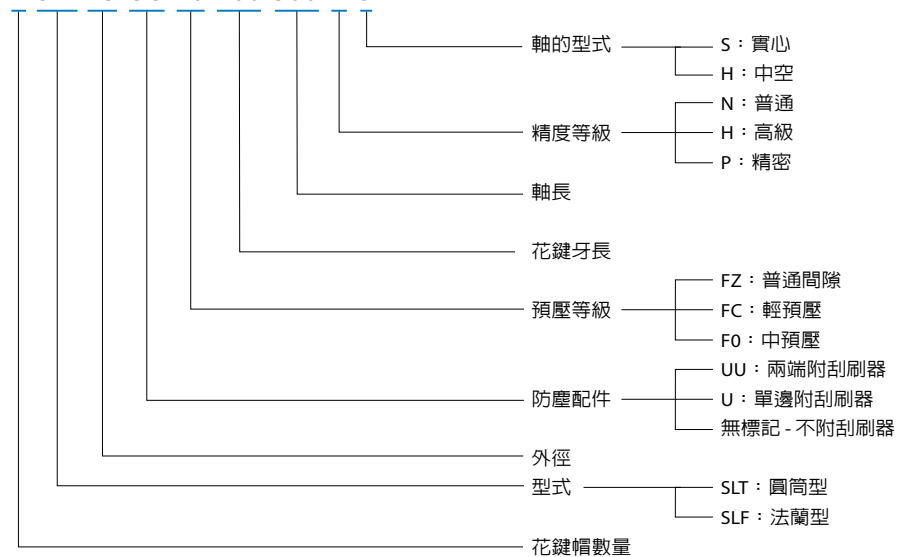 軸的型式
S：實心
H：中空
N：普通
精度等級
H：高級
P：精密
軸長
花鍵牙長
FZ：普通間隙
預壓等級
FC：輕預壓
F0：中預壓
UU：兩端附刮刷器
防塵配件
U：單邊附刮刷器
無標記 - 不附刮刷器
外徑
型式
SLT：圓筒型
SLF：法蘭型
花鍵帽數量